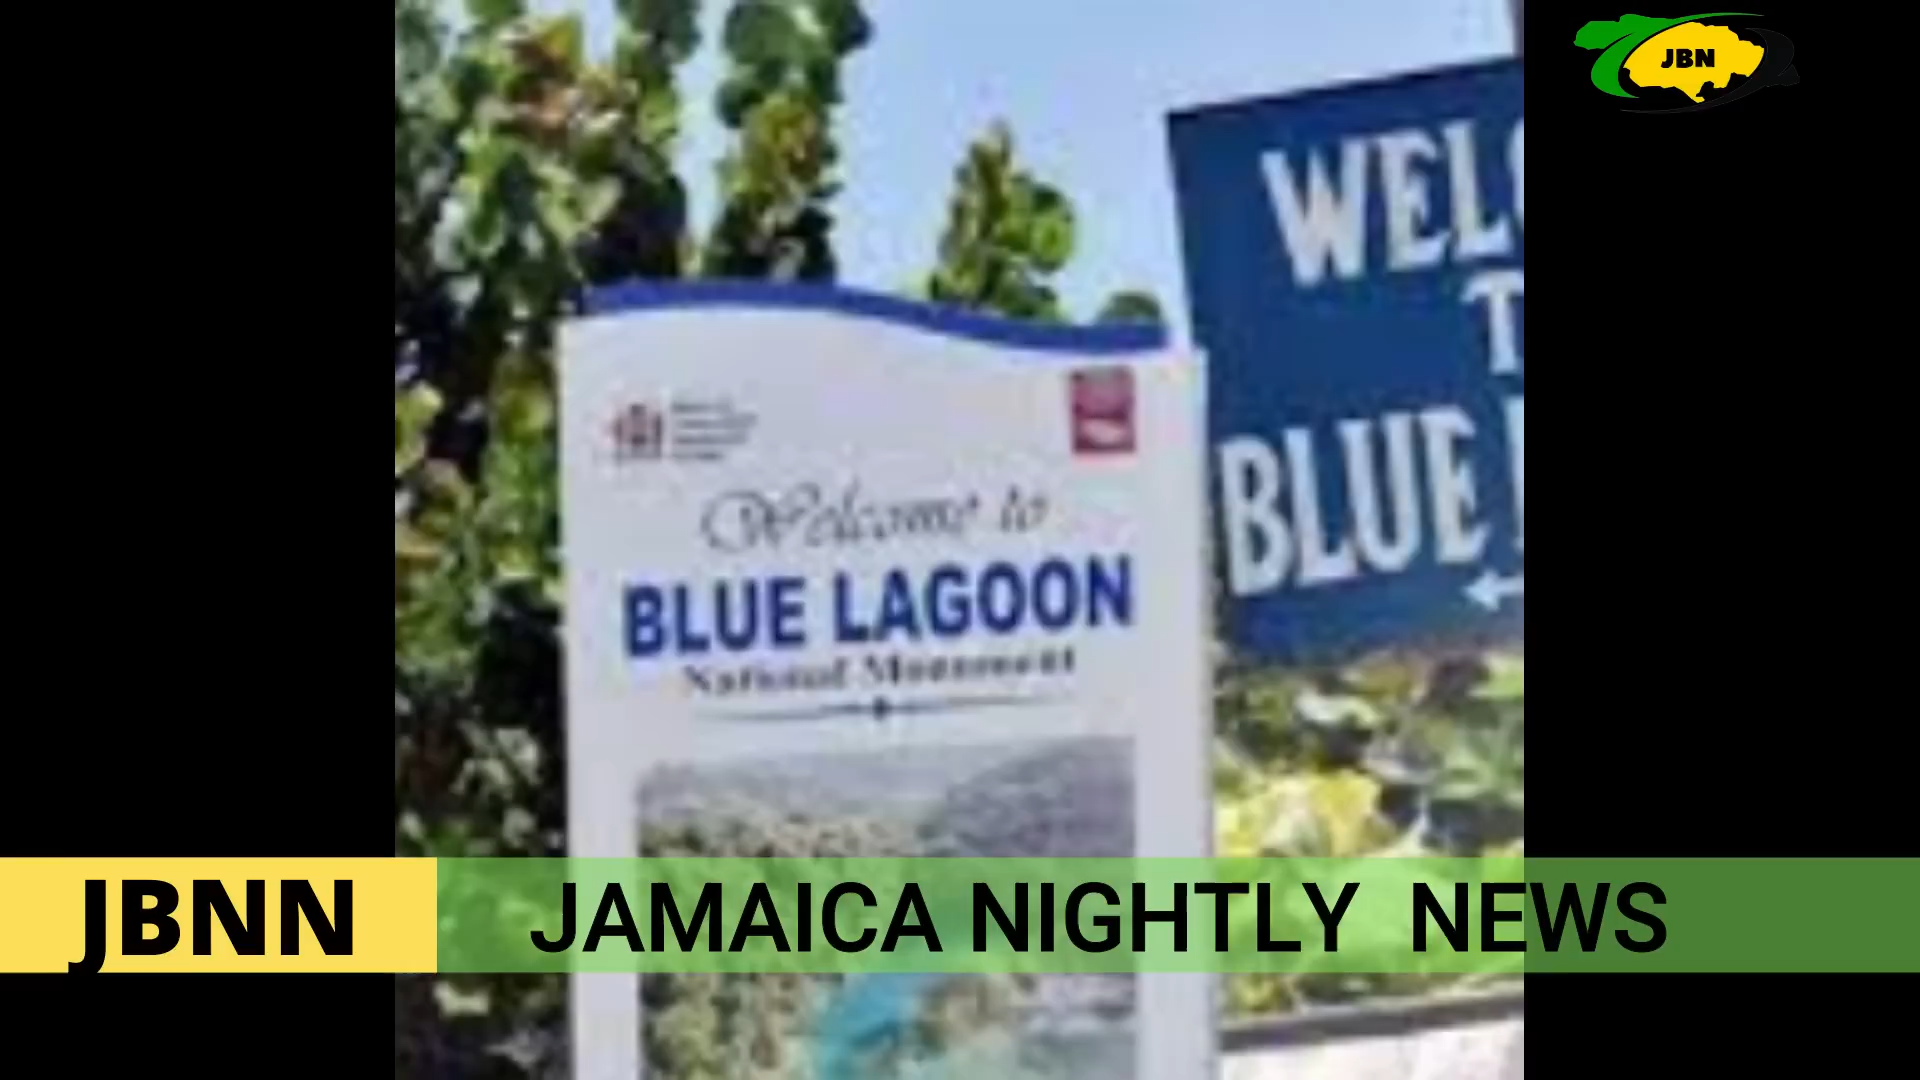 JBN
WEL
T
BLUE
Welcome to
BLUE LAGOON
National Monument
JBNN
JAMAICA NIGHTLY NEWS